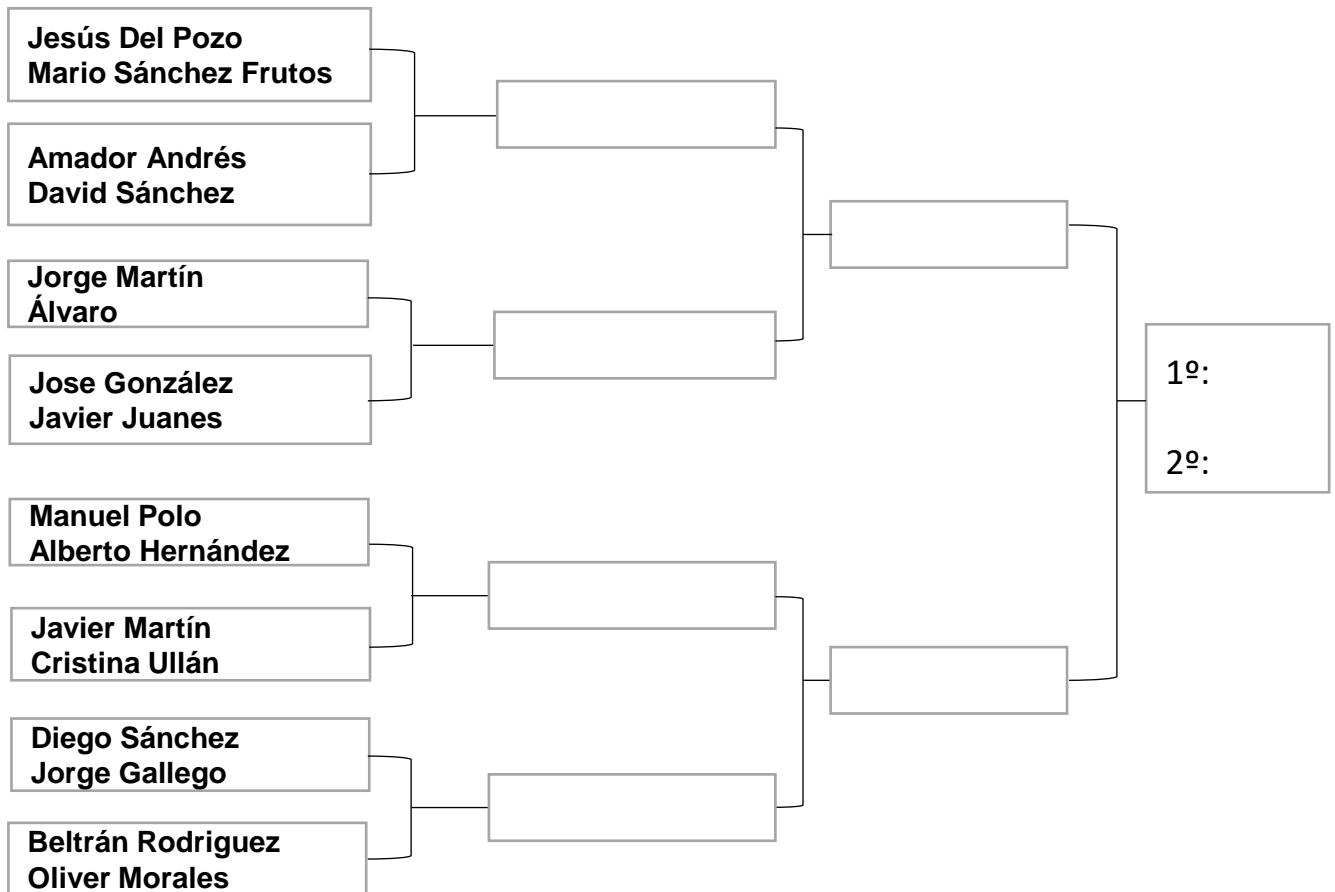 Jesús Del Pozo
Mario Sánchez Frutos
Amador Andrés
David Sánchez
Jorge Martín
Álvaro
Jose González
Javier Juanes
Manuel Polo
Alberto Hernández
Javier Martín
Cristina Ullán
Diego Sánchez
Jorge Gallego
Beltrán Rodriguez
Oliver Morales
1º:
2º: